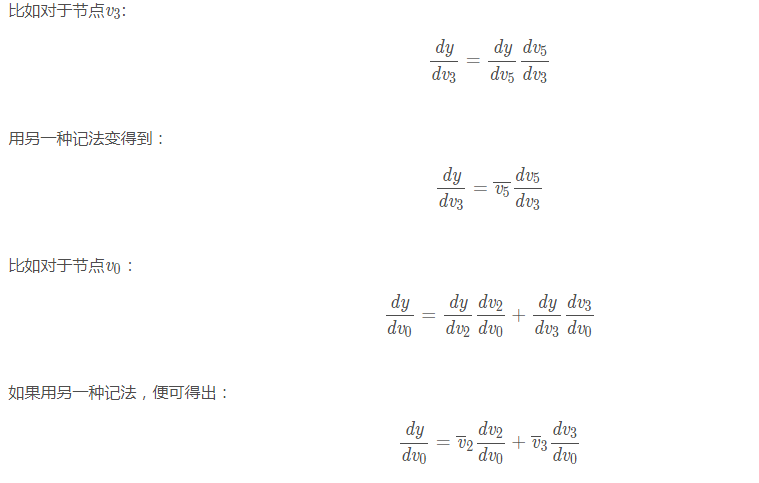 比如对于节点$v_3$:
$$\frac{dy}{dv_3} = \frac{dy}{dv_5}\frac{dv_5}{dv_3}$$
用另一种记法变得到：
$$\frac{dy}{dv_3} = \overline{v_5}\frac{dv_5}{dv_3}$$
比如对于节点$v_0$：
$$\frac{dy}{dv_0} = \frac{dy}{dv_2}\frac{dv_2}{dv_0} + \frac{dy}{dv_3}\frac{dv_3}{dv_0}$$
如果用另一种记法，便可得出：
$$\frac{dy}{dv_0} = \overline{v}_2\frac{dv_2}{dv_0} + \overline{v}_3\frac{dv_3}{dv_0}$$